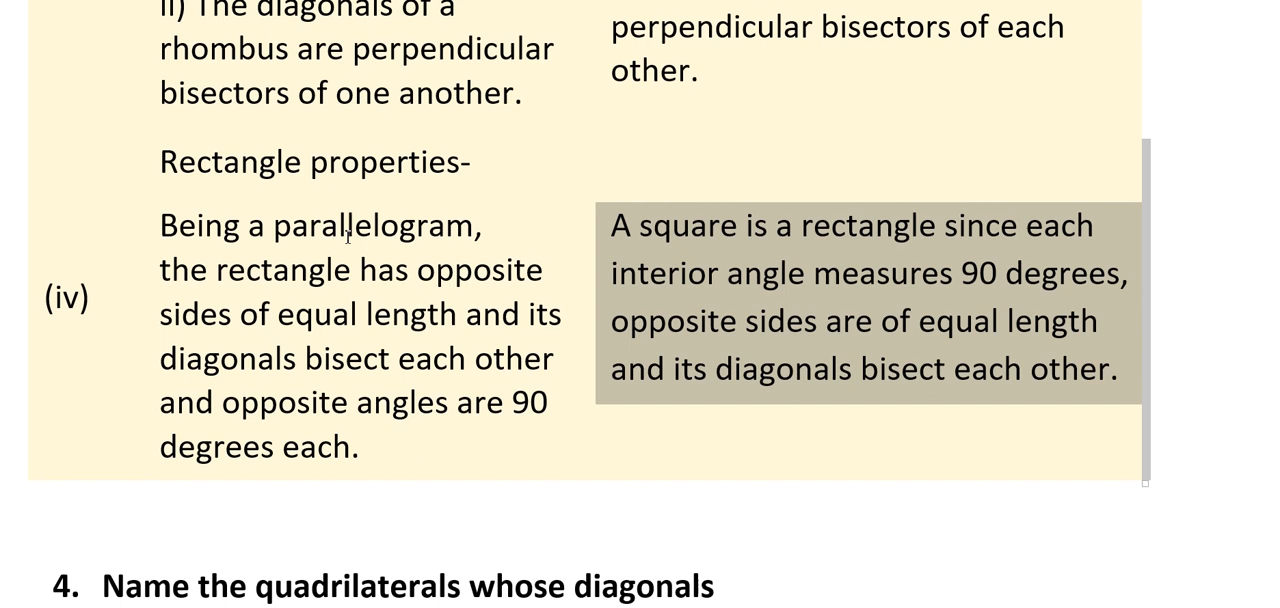 ii) The diagonals of a
rhombus are perpendicular
bisectors of one another.
perpendicular bisectors of each
other.
Rectangle properties-
(iv)
Being a parallelogram,
the rectangle has opposite
sides of equal length and its
diagonals bisect each other
and opposite angles are 90
degrees each.
A square is a rectangle since each
interior angle measures 90 degrees,
opposite sides are of equal length
and its diagonals bisect each other.
4. Name the quadrilaterals whose diagonals